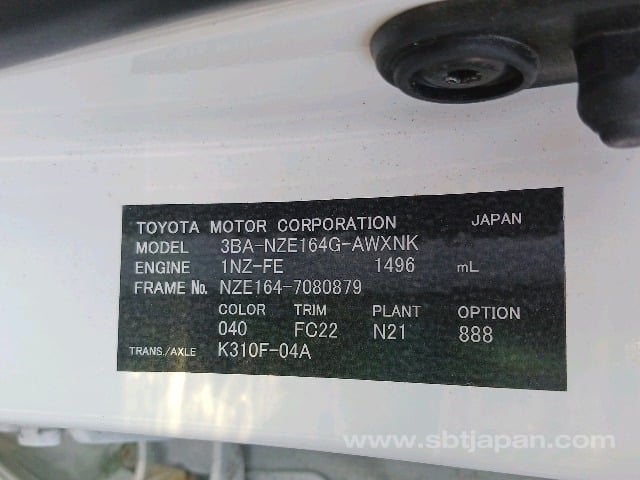 TOYOTA MOTOR CORPORATION JAPAN
MODEL 3BA-NZE164G-AWXNK
ENGINE 1NZ-FE 1496 mL
FRAME No. NZE164-7080879
COLOR TRIM PLANT OPTION
040 FC22 N21 888
TRANS./AXLE K310F-04A
www.sbtjapan.com